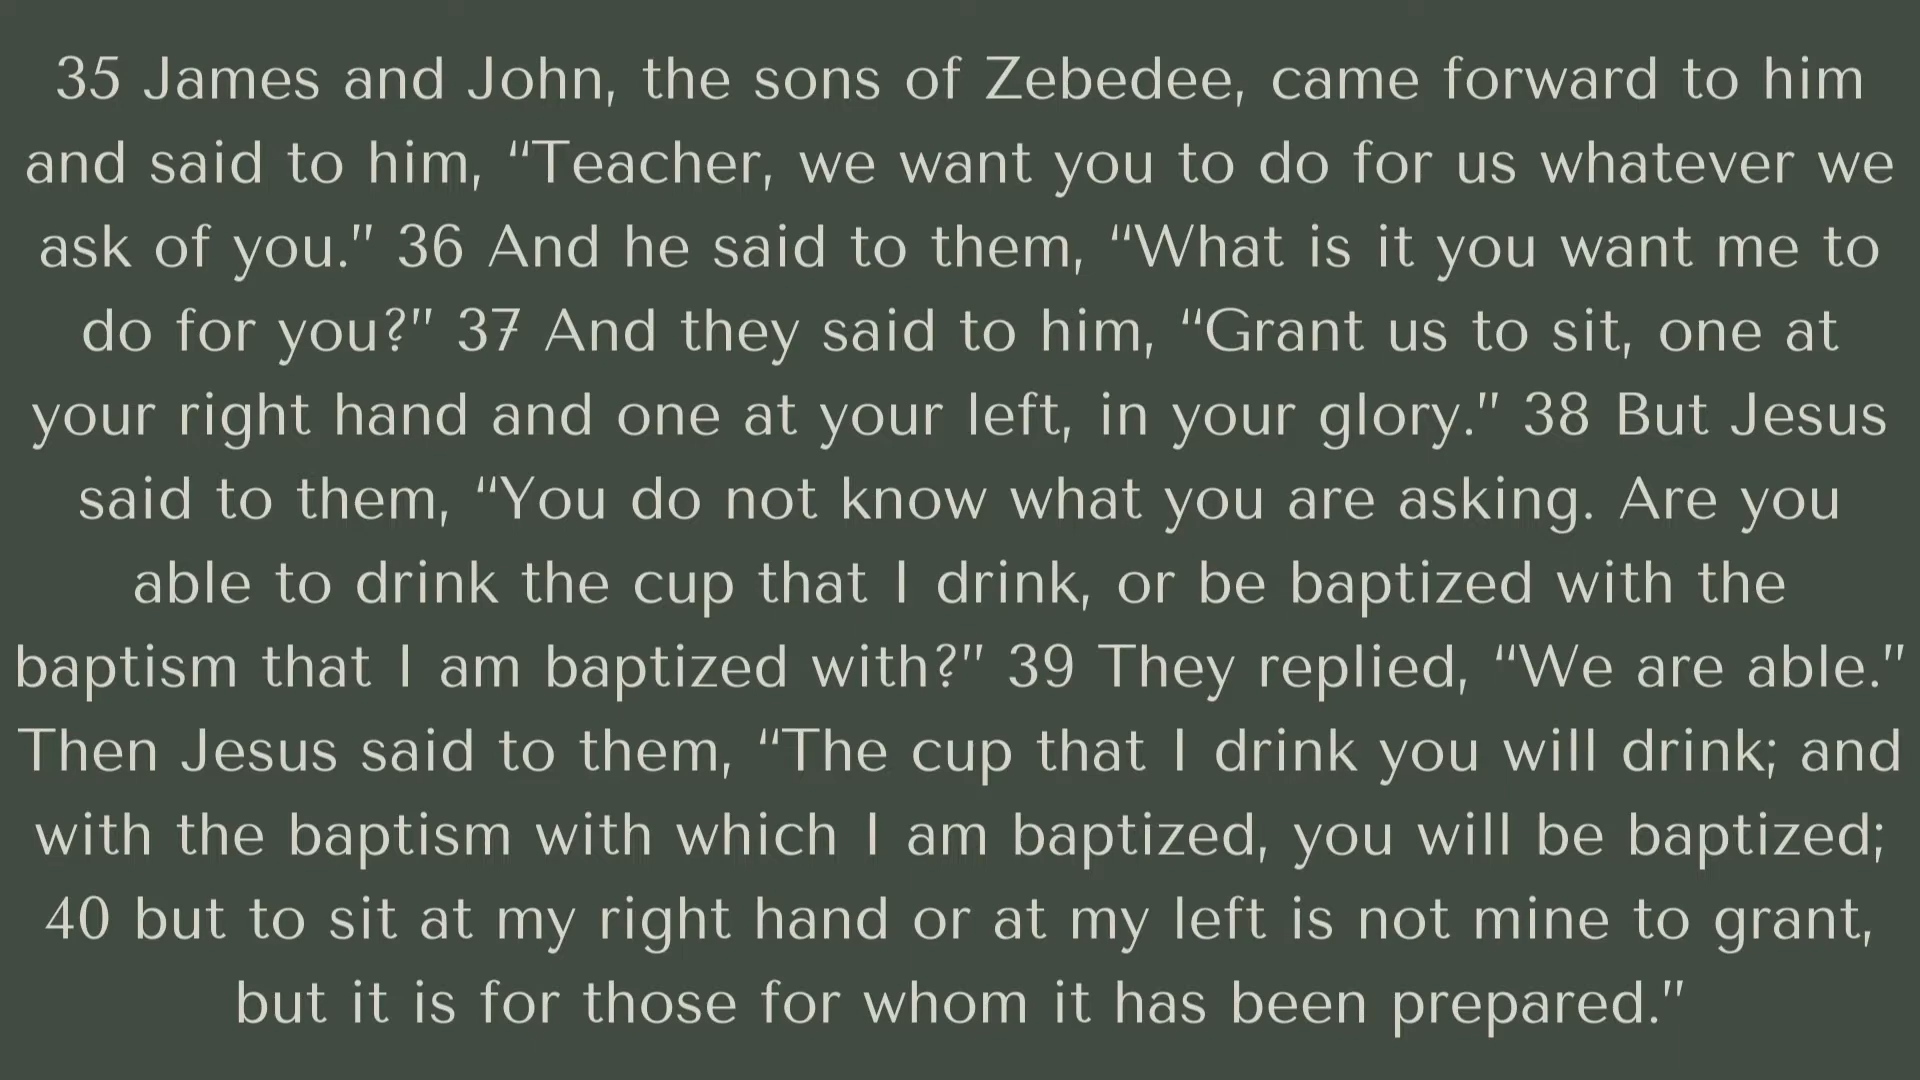 35 James and John, the sons of Zebedee, came forward to him
and said to him, “Teacher, we want you to do for us whatever we
ask of you.” 36 And he said to them, “What is it you want me to
do for you?” 37 And they said to him, “Grant us to sit, one at
your right hand and one at your left, in your glory.” 38 But Jesus
said to them, “You do not know what you are asking. Are you
able to drink the cup that I drink, or be baptized with the
baptism that I am baptized with?” 39 They replied, “We are able.”
Then Jesus said to them, “The cup that I drink you will drink; and
with the baptism with which I am baptized, you will be baptized;
40 but to sit at my right hand or at my left is not mine to grant,
but it is for those for whom it has been prepared.”